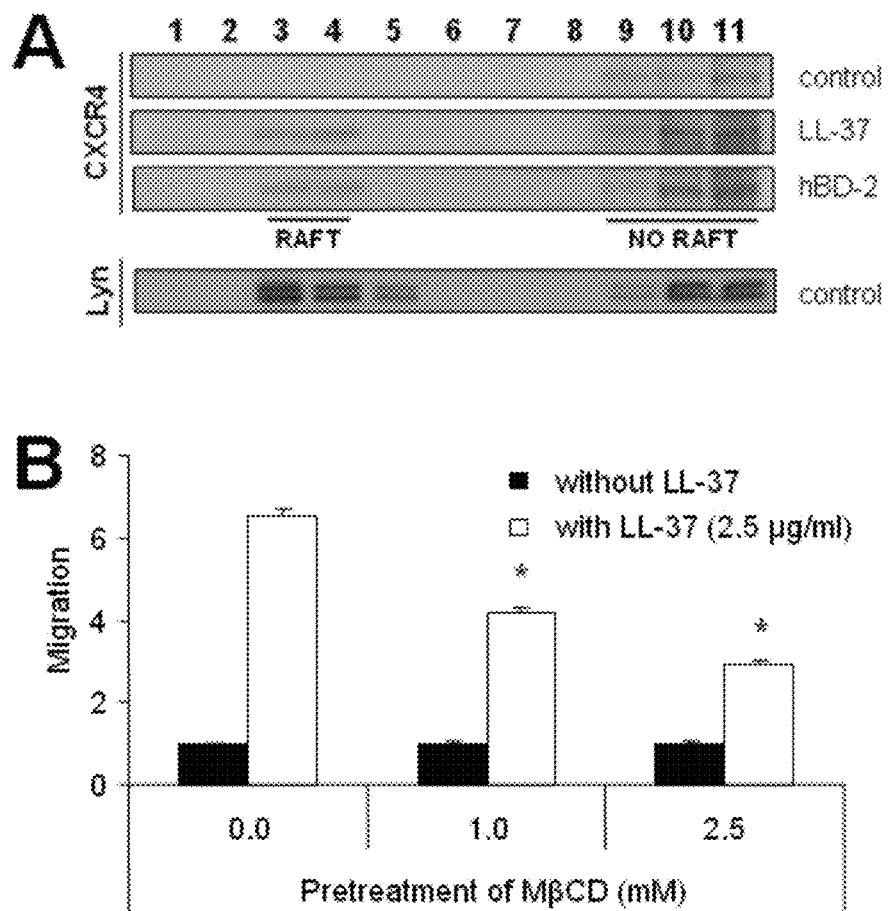 A
1 2 3 4 5 6 7 8 9 10 11
CXCR4
control
LL-37
hBD-2
RAFT NO RAFT
Lyn
control
B
8
6
4
2
0
Migration
without LL-37
with LL-37 (2.5 µg/ml)
*
*
0.0 1.0 2.5
Pretreatment of MβCD (mM)